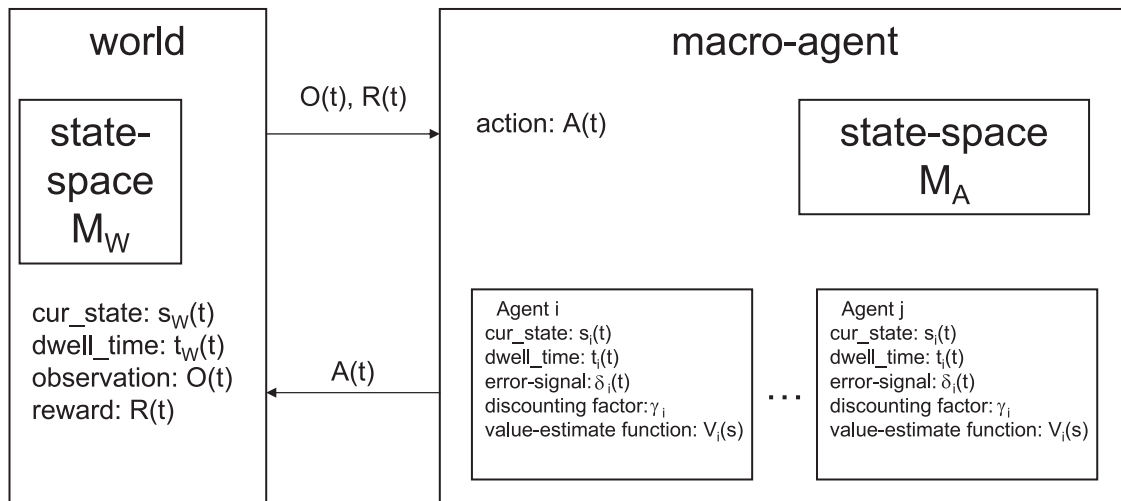 world
state-
space
M_W
cur_state: s_W(t)
dwell_time: t_W(t)
observation: O(t)
reward: R(t)
O(t), R(t)
A(t)
macro-agent
action: A(t)
state-space
M_A
Agent i
cur_state: s_i(t)
dwell_time: t_i(t)
error-signal: δ_i(t)
discounting factor: γ_i
value-estimate function: V_i(s)
...
Agent j
cur_state: s_i(t)
dwell_time: t_i(t)
error-signal: δ_i(t)
discounting factor: γ_i
value-estimate function: V_i(s)